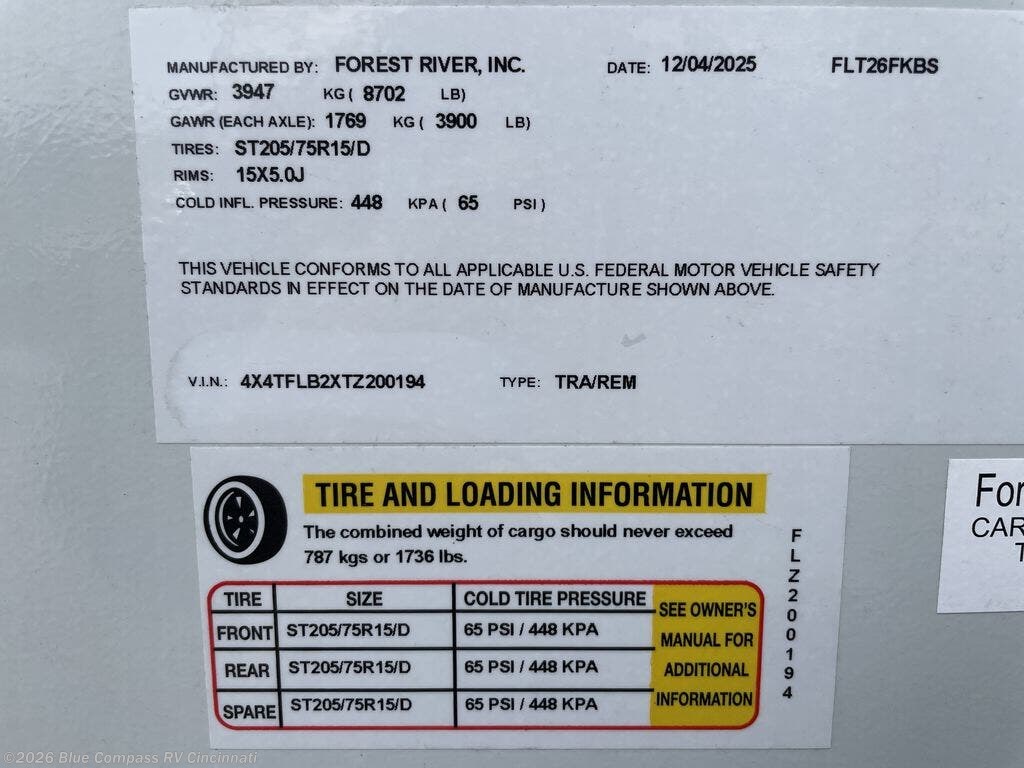 MANUFACTURED BY: FOREST RIVER, INC. DATE: 12/04/2025 FLT26FKBS
GVWR: 3947 KG ( 8702 LB)
GAWR (EACH AXLE): 1769 KG ( 3900 LB)
TIRES: ST205/75R15/D
RIMS: 15X5.0J
COLD INFL. PRESSURE: 448 KPA ( 65 PSI )
THIS VEHICLE CONFORMS TO ALL APPLICABLE U.S. FEDERAL MOTOR VEHICLE SAFETY
STANDARDS IN EFFECT ON THE DATE OF MANUFACTURE SHOWN ABOVE.
V.I.N.: 4X4TFLB2XTZ200194 TYPE: TRA/REM
TIRE AND LOADING INFORMATION
The combined weight of cargo should never exceed
787 kgs or 1736 lbs.
TIRE SIZE COLD TIRE PRESSURE
FRONT ST205/75R15/D 65 PSI / 448 KPA
REAR ST205/75R15/D 65 PSI / 448 KPA
SPARE ST205/75R15/D 65 PSI / 448 KPA
SEE OWNER'S
MANUAL FOR
ADDITIONAL
INFORMATION
FLZ200194
For
CAR
T
©2026 Blue Compass RV Cincinnati